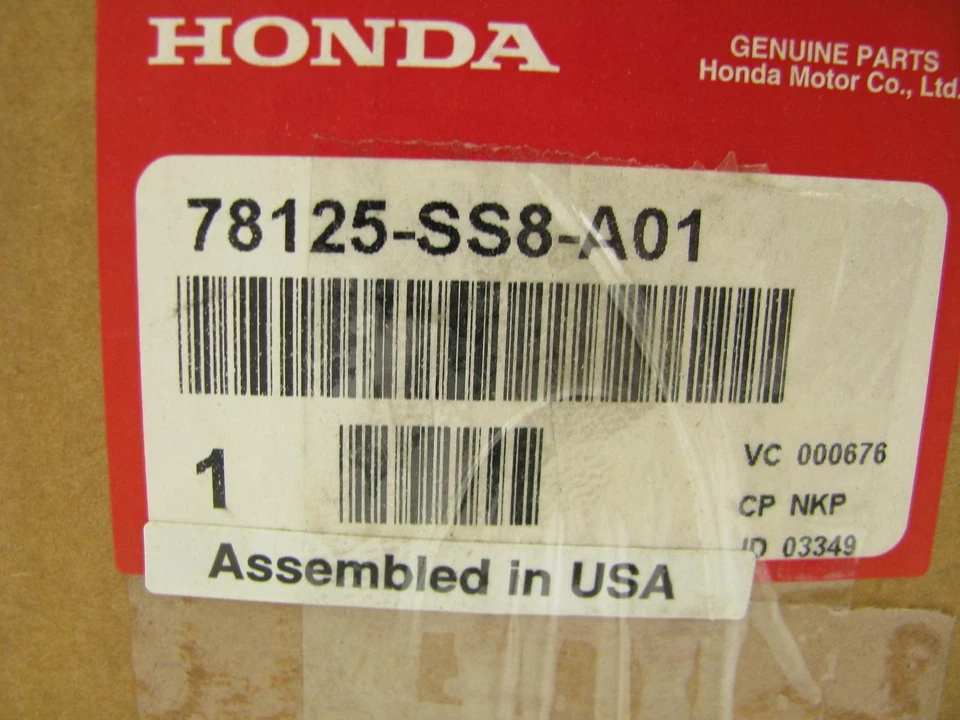 HONDA
GENUINE PARTS
Honda Motor Co., Ltd.
78125-SS8-A01
1
VC 000676
CP NKP
ID 03349
Assembled in USA